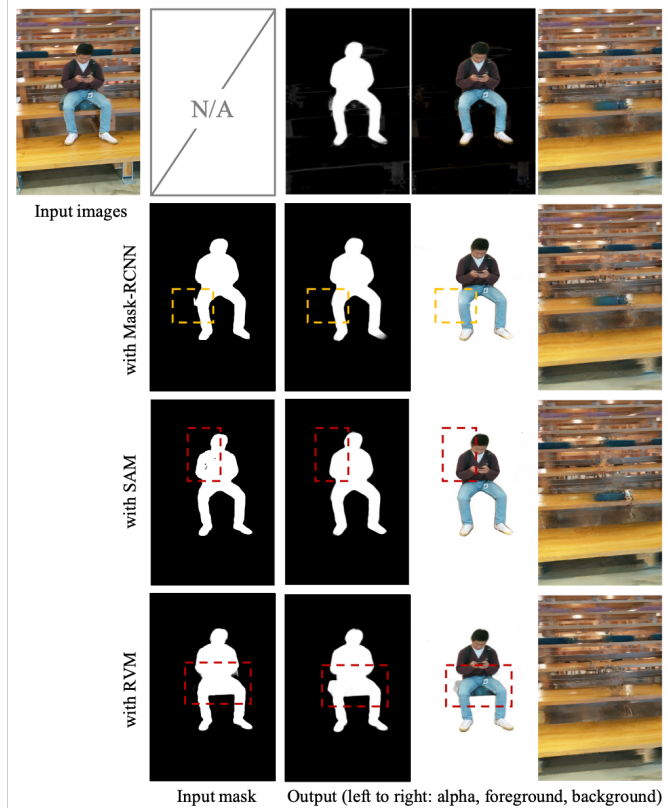 N/A
Input images
with Mask-RCNN
with SAM
with RVM
Input mask
Output (left to right: alpha, foreground, background)